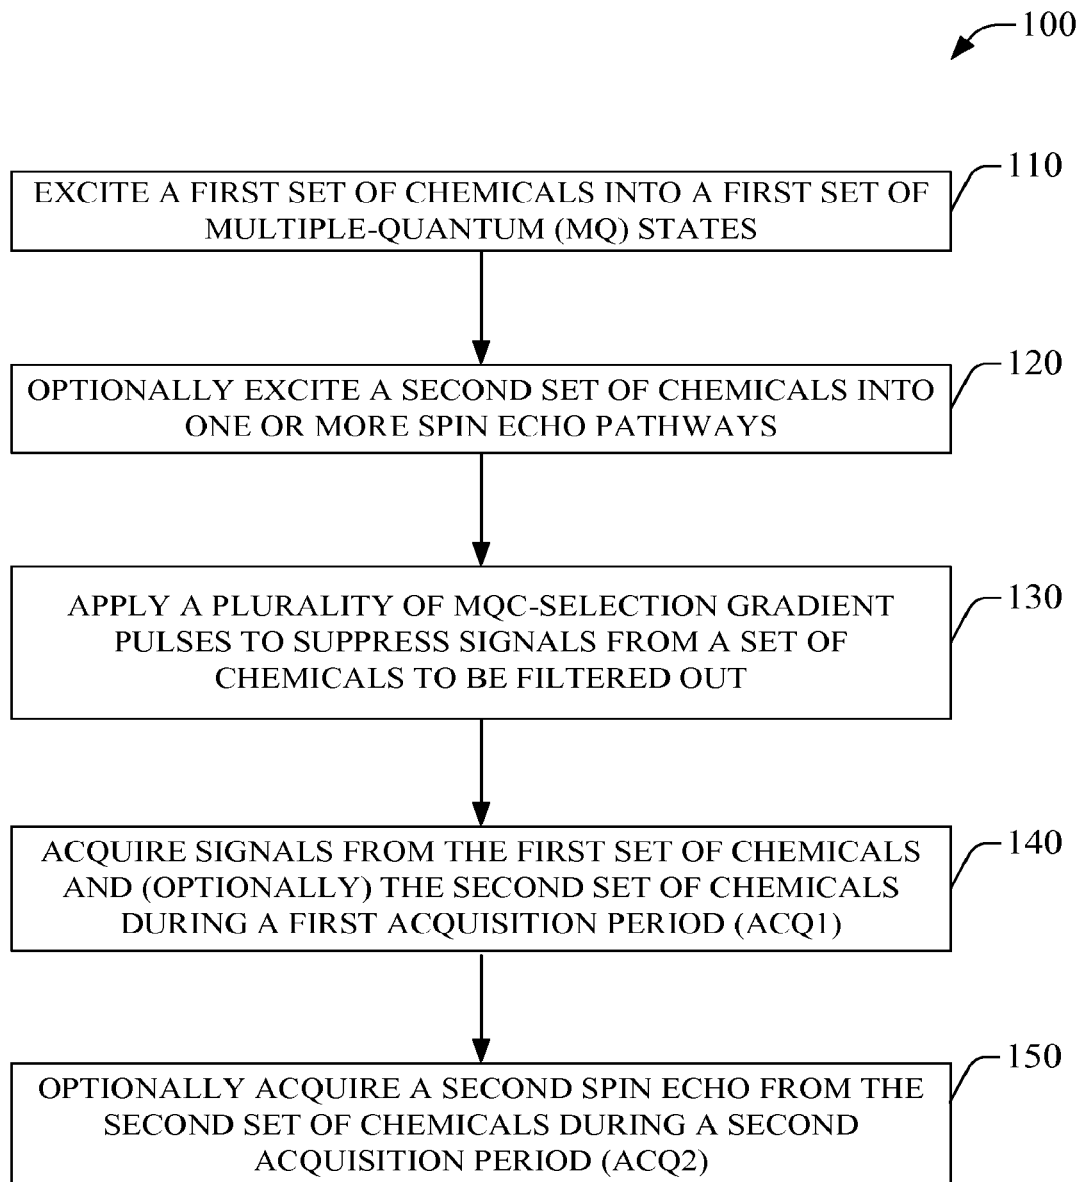 100
110
EXCITE A FIRST SET OF CHEMICALS INTO A FIRST SET OF
MULTIPLE-QUANTUM (MQ) STATES
120
OPTIONALLY EXCITE A SECOND SET OF CHEMICALS INTO
ONE OR MORE SPIN ECHO PATHWAYS
130
APPLY A PLURALITY OF MQC-SELECTION GRADIENT
PULSES TO SUPPRESS SIGNALS FROM A SET OF
CHEMICALS TO BE FILTERED OUT
140
ACQUIRE SIGNALS FROM THE FIRST SET OF CHEMICALS
AND (OPTIONALLY) THE SECOND SET OF CHEMICALS
DURING A FIRST ACQUISITION PERIOD (ACQ1)
150
OPTIONALLY ACQUIRE A SECOND SPIN ECHO FROM THE
SECOND SET OF CHEMICALS DURING A SECOND
ACQUISITION PERIOD (ACQ2)